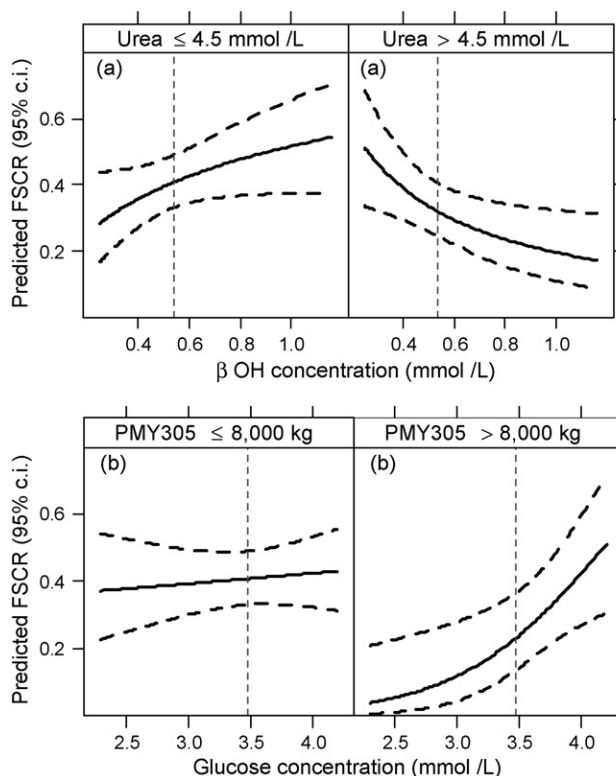 Urea ≤ 4.5 mmol /L
Urea > 4.5 mmol /L
(a)
(a)
Predicted FSCR (95% c.i.)
0.6
0.4
0.2
0.4 0.6 0.8 1.0
0.4 0.6 0.8 1.0
β OH concentration (mmol /L)
PMY305 ≤ 8,000 kg
PMY305 > 8,000 kg
(b)
(b)
Predicted FSCR (95% c.i.)
0.6
0.4
0.2
2.5 3.0 3.5 4.0
2.5 3.0 3.5 4.0
Glucose concentration (mmol /L)